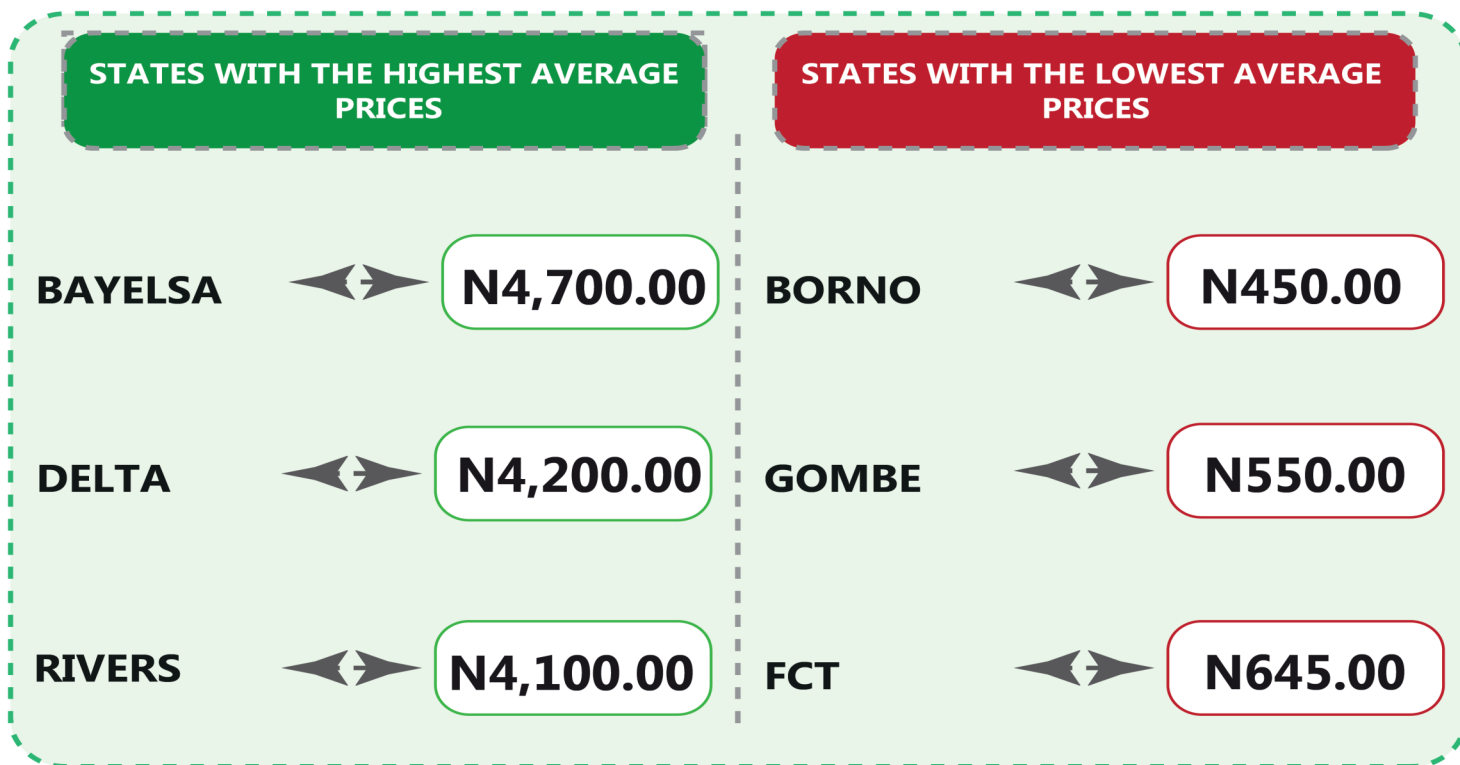 STATES WITH THE HIGHEST AVERAGE
PRICES
BAYELSA N4,700.00
DELTA N4,200.00
RIVERS N4,100.00
STATES WITH THE LOWEST AVERAGE
PRICES
BORNO N450.00
GOMBE N550.00
FCT N645.00